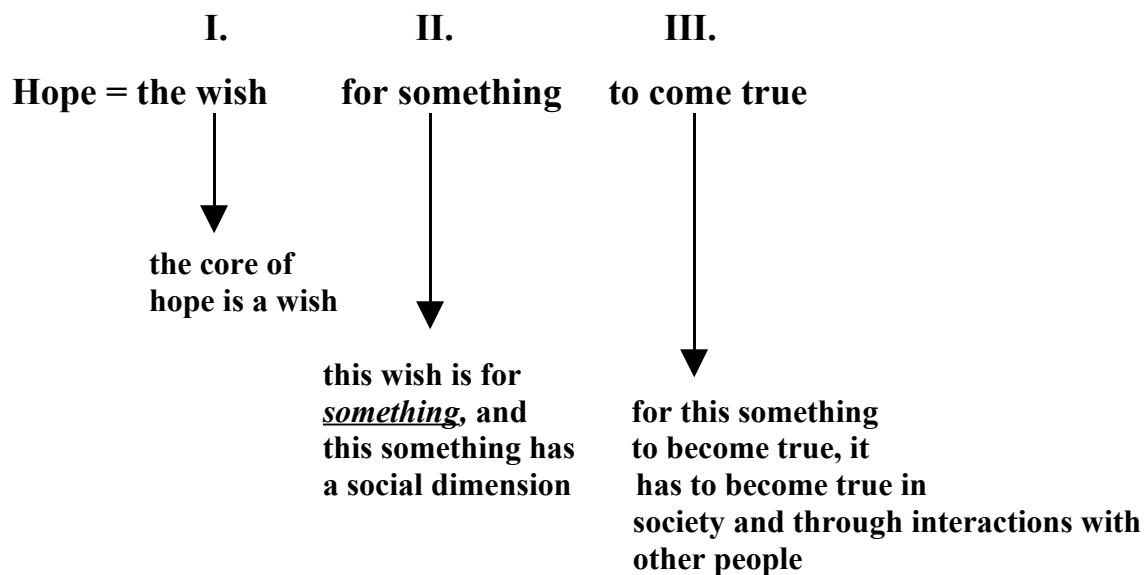 I. II. III.
Hope = the wish for something to come true
the core of
hope is a wish
this wish is for
something, and
this something has
a social dimension
for this something
to become true, it
has to become true in
society and through interactions with
other people